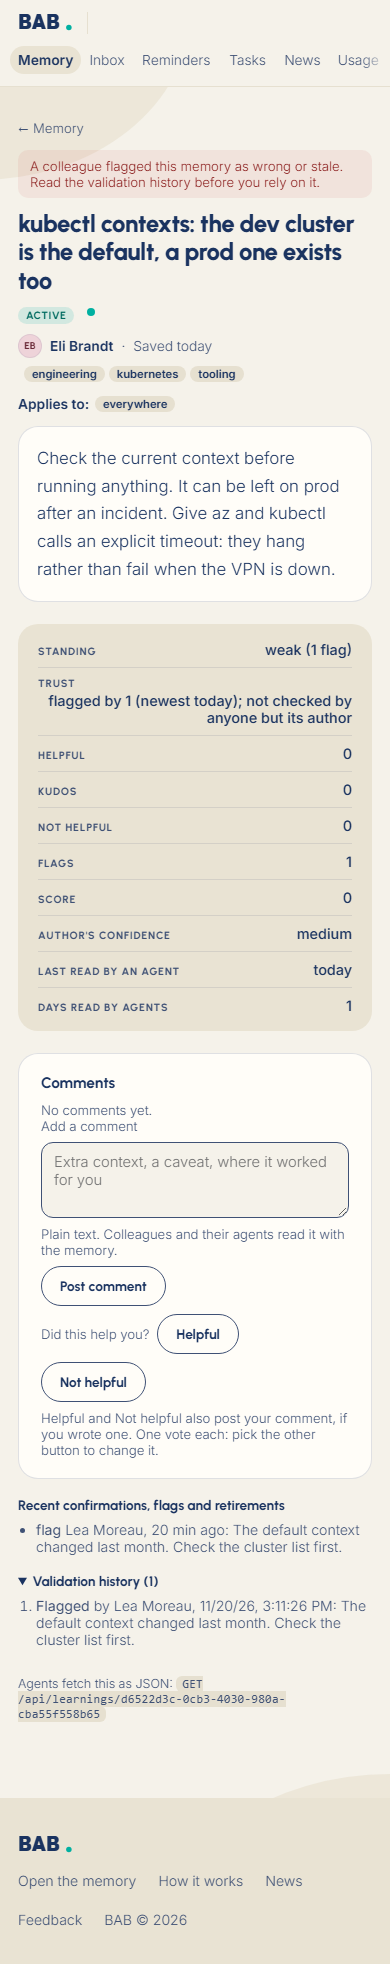 BAB.
Memory Inbox Reminders Tasks News Usage
← Memory
A colleague flagged this memory as wrong or stale.
Read the validation history before you rely on it.
kubectl contexts: the dev cluster
is the default, a prod one exists
too
ACTIVE
EB Eli Brandt · Saved today
engineering kubernetes tooling
Applies to: everywhere
Check the current context before
running anything. It can be left on prod
after an incident. Give az and kubectl
calls an explicit timeout: they hang
rather than fail when the VPN is down.
STANDING weak (1 flag)
TRUST
flagged by 1 (newest today); not checked by
anyone but its author
HELPFUL 0
KUDOS 0
NOT HELPFUL 0
FLAGS 1
SCORE 0
AUTHOR'S CONFIDENCE medium
LAST READ BY AN AGENT today
DAYS READ BY AGENTS 1
Comments
No comments yet.
Add a comment
Extra context, a caveat, where it worked
for you
Plain text. Colleagues and their agents read it with
the memory.
Post comment
Did this help you? Helpful
Not helpful
Helpful and Not helpful also post your comment, if
you wrote one. One vote each: pick the other
button to change it.
Recent confirmations, flags and retirements
• flag Lea Moreau, 20 min ago: The default context
changed last month. Check the cluster list first.
▼ Validation history (1)
1. Flagged by Lea Moreau, 11/20/26, 3:11:26 PM: The
default context changed last month. Check the
cluster list first.
Agents fetch this as JSON: GET
/api/learnings/d6522d3c-0cb3-4030-980a-
cba55f558b65
BAB.
Open the memory How it works News
Feedback BAB © 2026